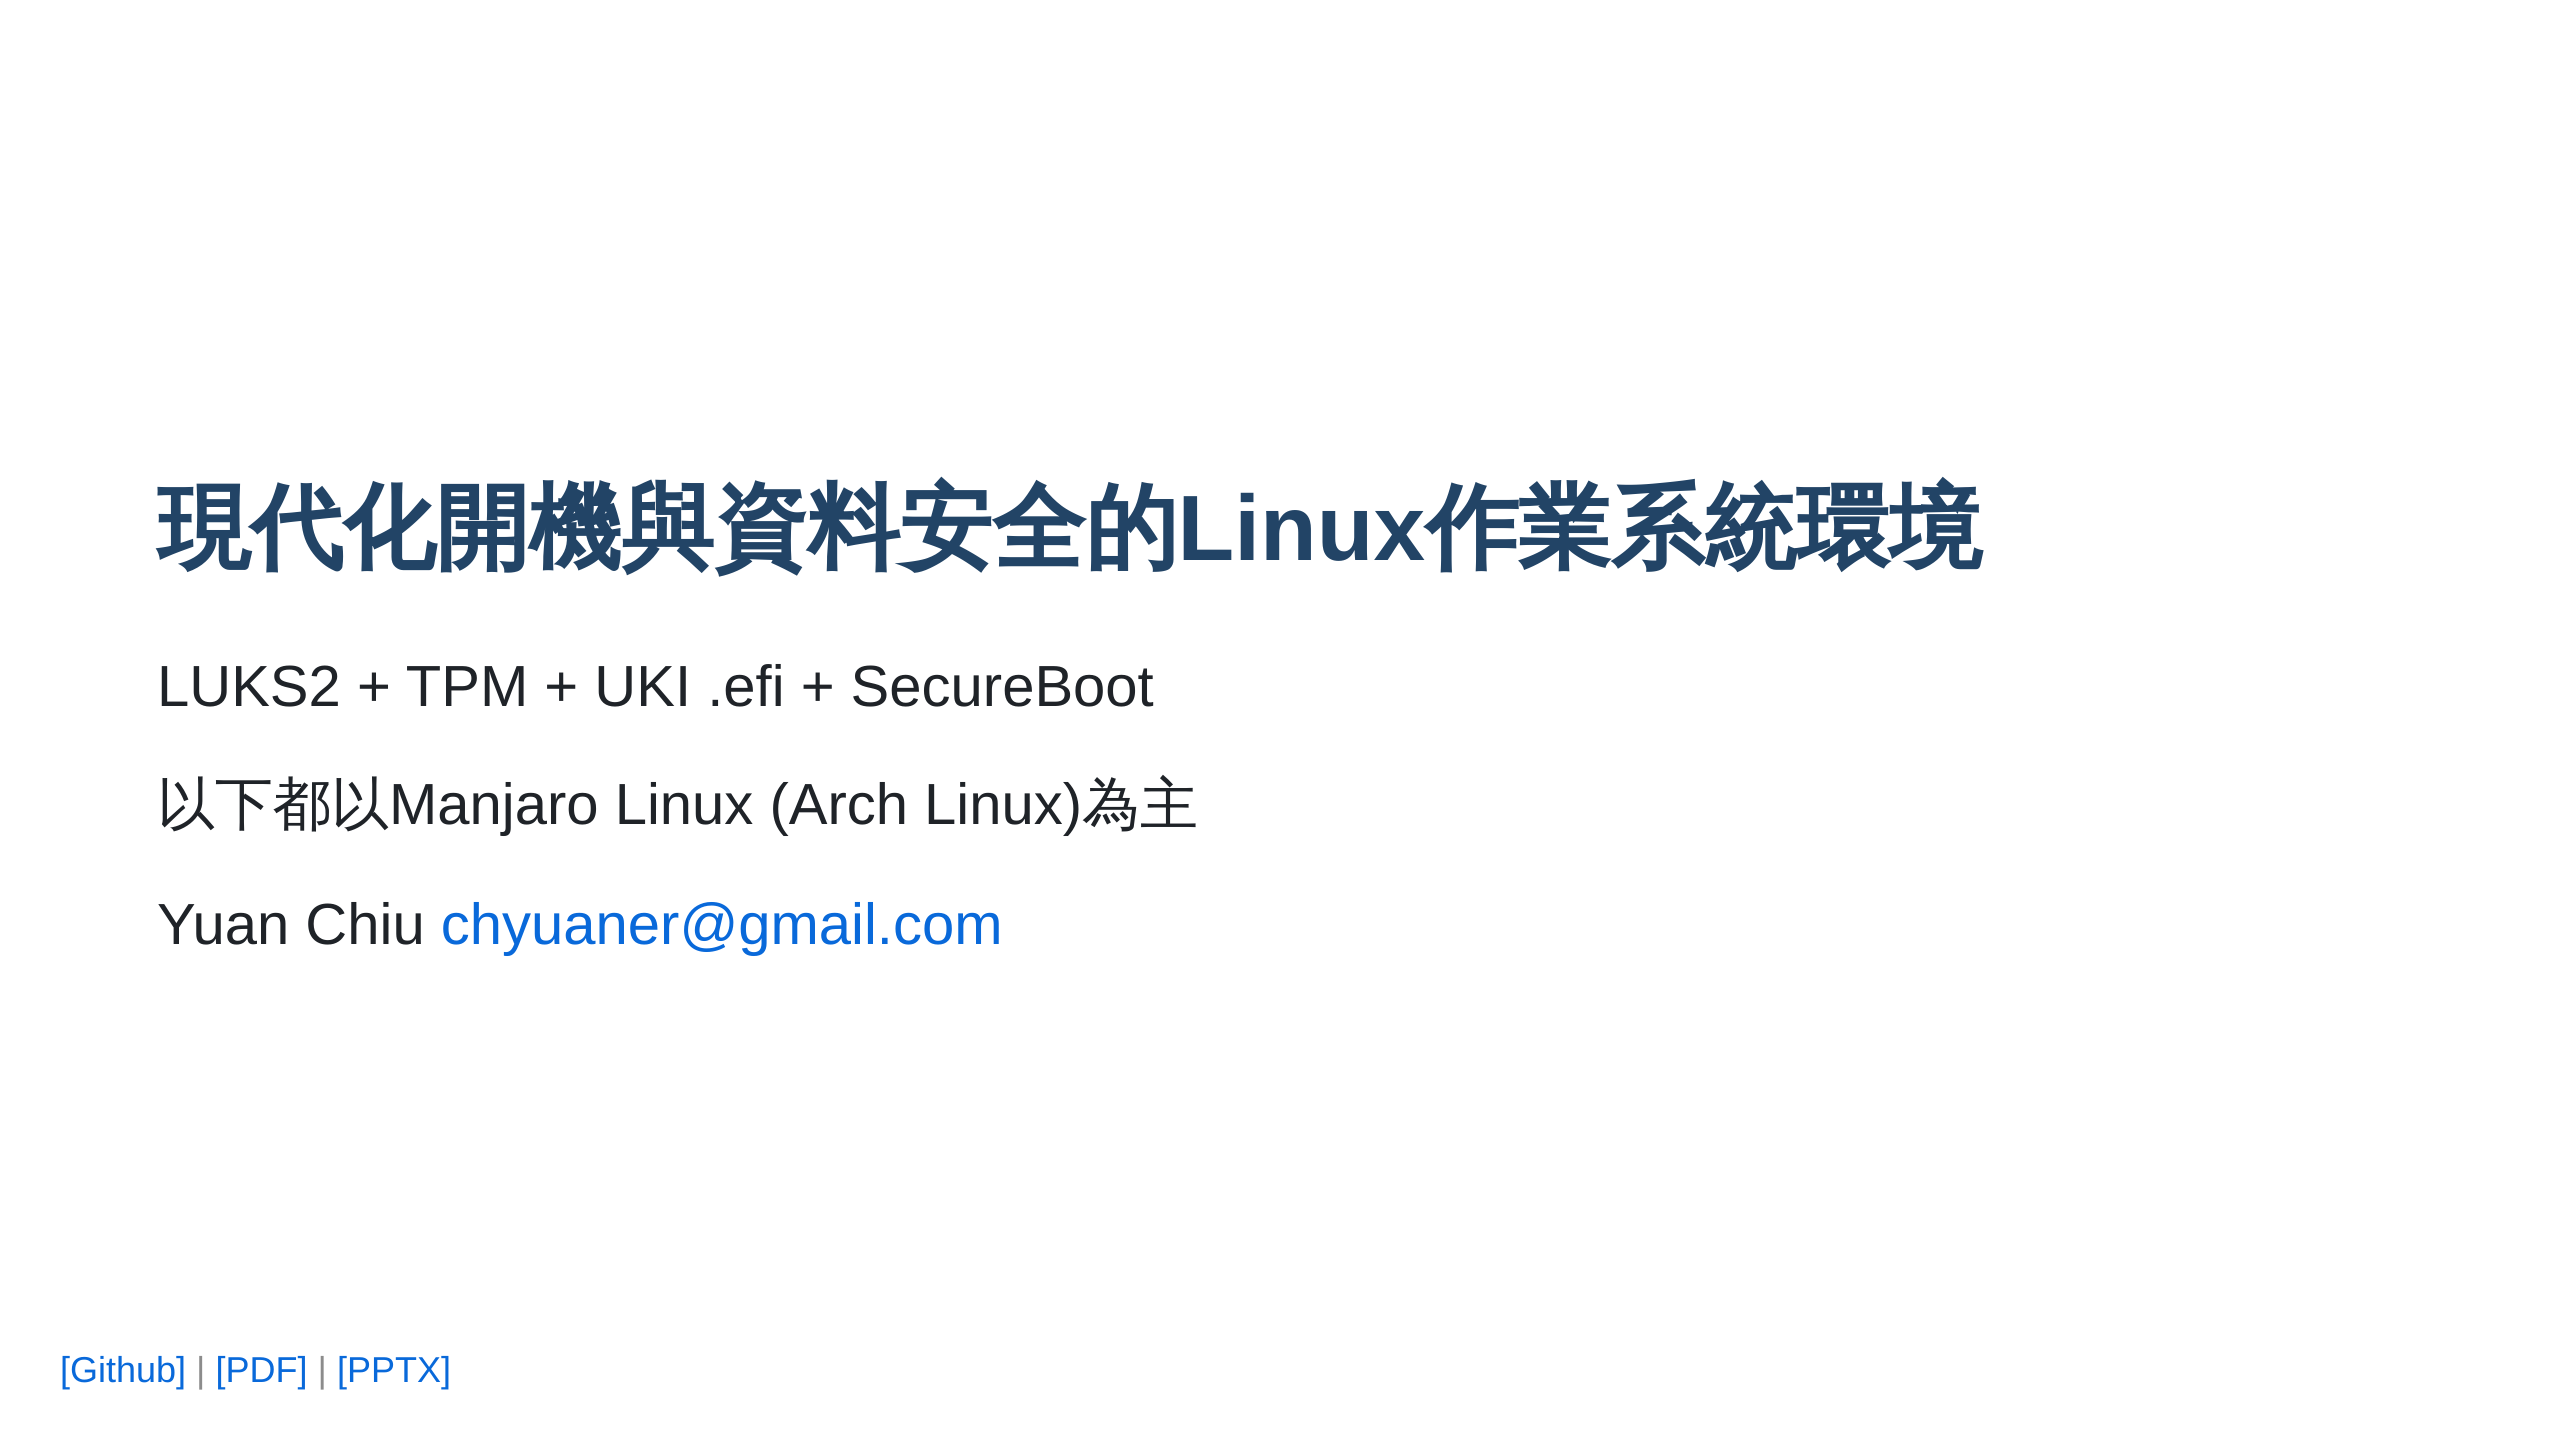 現代化開機與資料安全的Linux作業系統環境
LUKS2 + TPM + UKI .efi + SecureBoot
以下都以Manjaro Linux (Arch Linux)為主
Yuan Chiu chyuaner@gmail.com
[Github] | [PDF] | [PPTX]